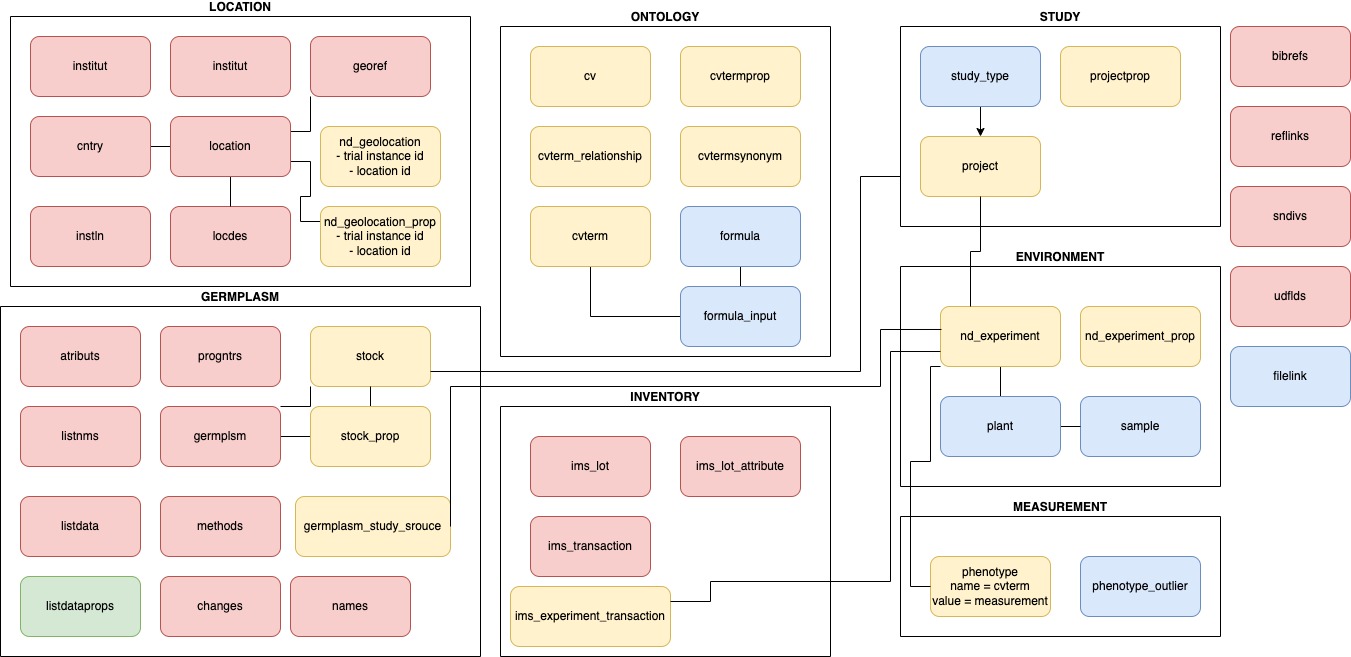 LOCATION
institut
institut
georef
cntry
location
nd_geolocation
- trial instance id
- location id
instln
locdes
nd_geolocation_prop
- trial instance id
- location id
ONTOLOGY
cv
cvtermprop
cvterm_relationship
cvtermsynonym
cvterm
formula
formula_input
STUDY
study_type
projectprop
project
bibrefs
reflinks
sndivs
udflds
filelink
GERMPLASM
atributs
progntrs
stock
listnms
germplsm
stock_prop
listdata
methods
germplasm_study_srouce
listdataprops
changes
names
INVENTORY
ims_lot
ims_lot_attribute
ims_transaction
ims_experiment_transaction
ENVIRONMENT
nd_experiment
nd_experiment_prop
plant
sample
MEASUREMENT
phenotype
name = cvterm
value = measurement
phenotype_outlier